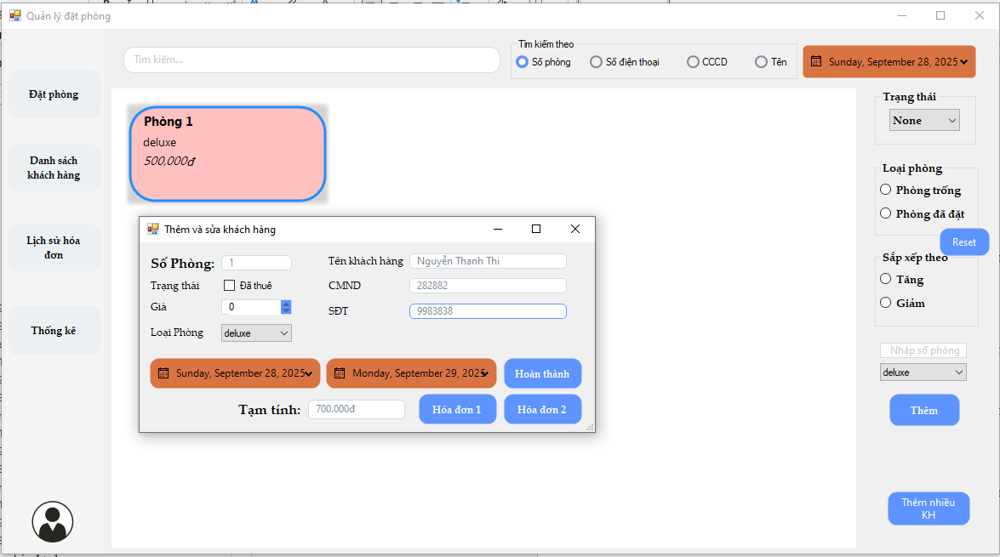 Quản lý đặt phòng
Tìm kiếm...
Tìm kiếm theo
Số phòng
Số điện thoại
CCCD
Tên
Sunday, September 28, 2025
Đặt phòng
Danh sách
khách hàng
Lịch sử hóa
đơn
Thống kê
Phòng 1
deluxe
500,000đ
Thêm và sửa khách hàng
Số Phòng:
1
Trạng thái
Đã thuê
Giá
0
Loại Phòng
deluxe
Tên khách hàng
Nguyễn Thanh Thi
CMND
282882
SĐT
9983838
Sunday, September 28, 2025
Monday, September 29, 2025
Hoàn thành
Tạm tính:
700.000đ
Hóa đơn 1
Hóa đơn 2
Trạng thái
None
Loại phòng
Phòng trống
Phòng đã đặt
Reset
Sắp xếp theo
Tăng
Giảm
Nhập số phòng
deluxe
Thêm
Thêm nhiều
KH